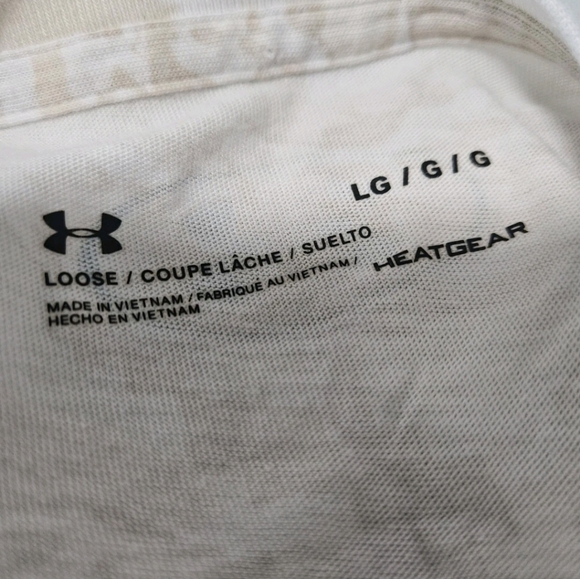 LG / G / G
LOOSE / COUPE LÂCHE / SUELTO
HEATGEAR
MADE IN VIETNAM / FABRIQUÉ AU VIETNAM /
HECHO EN VIETNAM